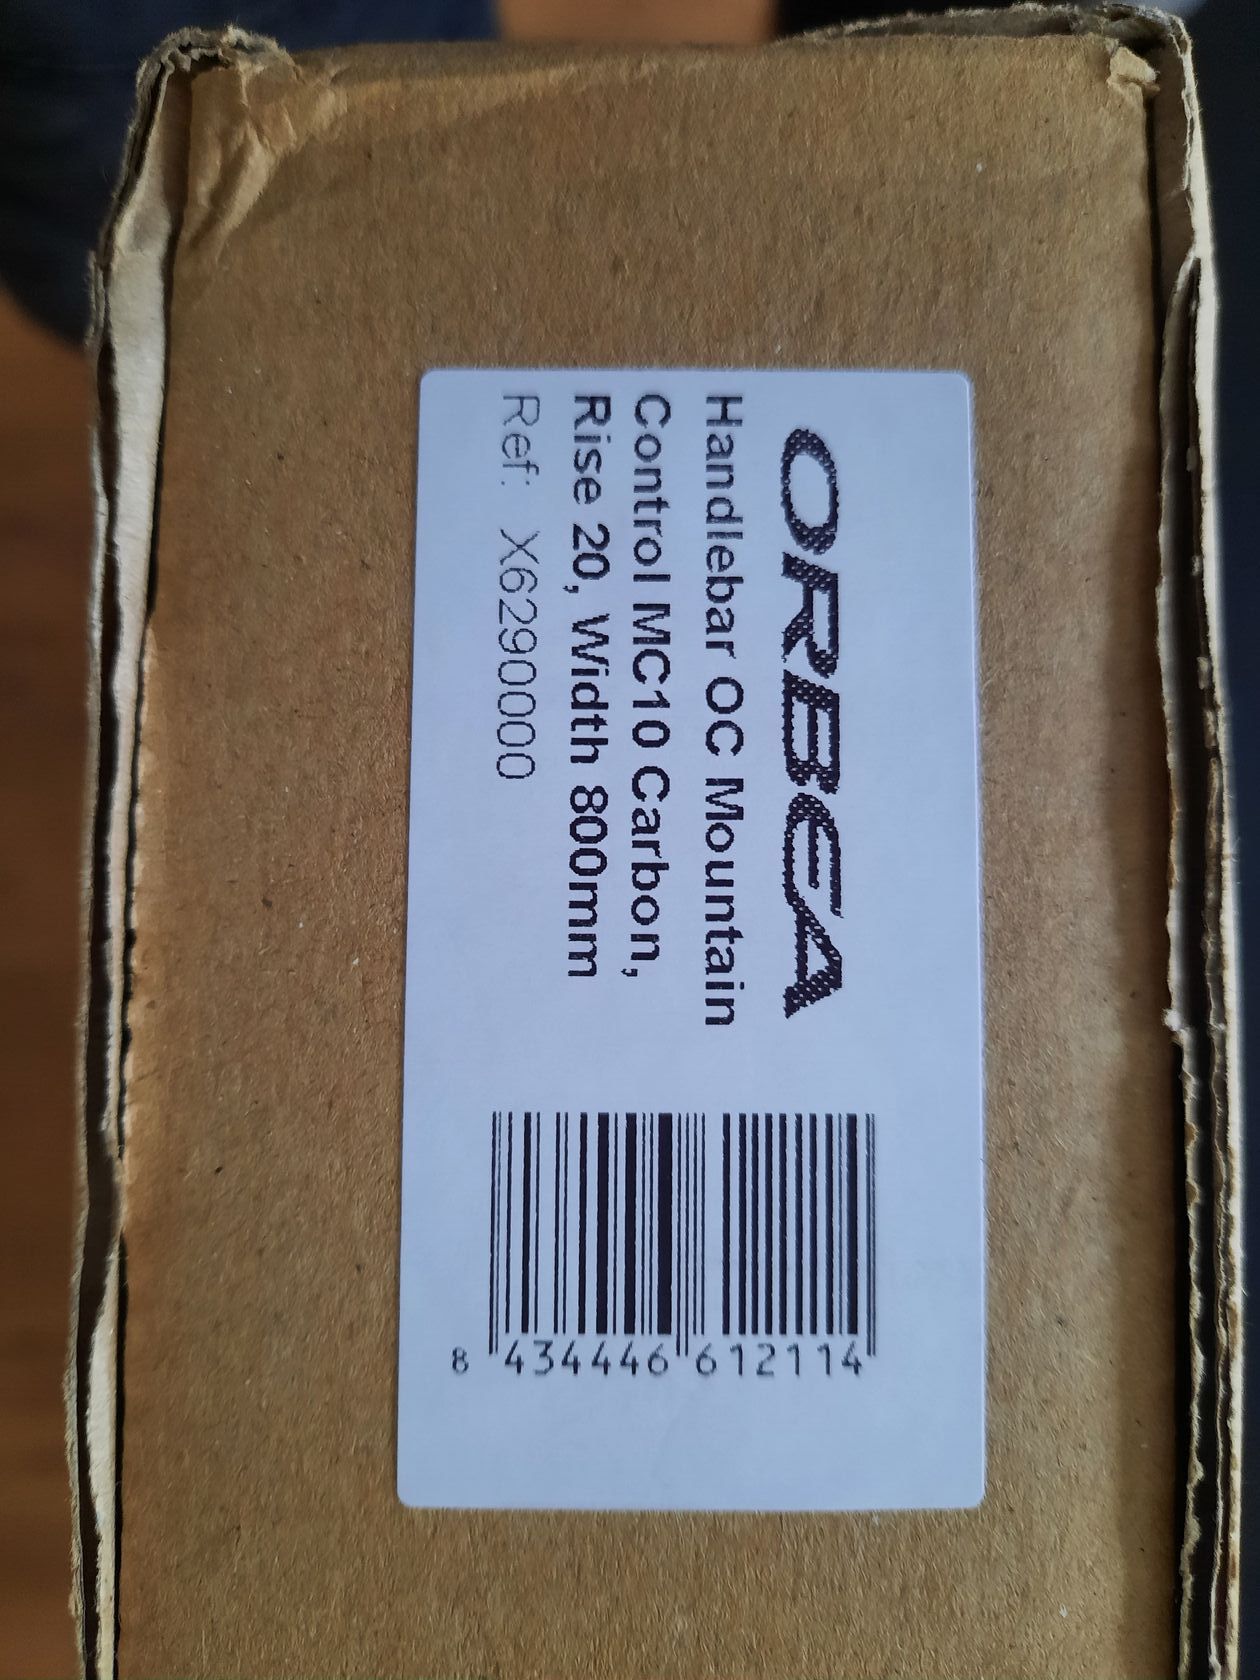 ORBEA
Handlebar OC Mountain
Control MC10 Carbon,
Rise 20, Width 800mm
Ref: X6290000
8 434446 612114